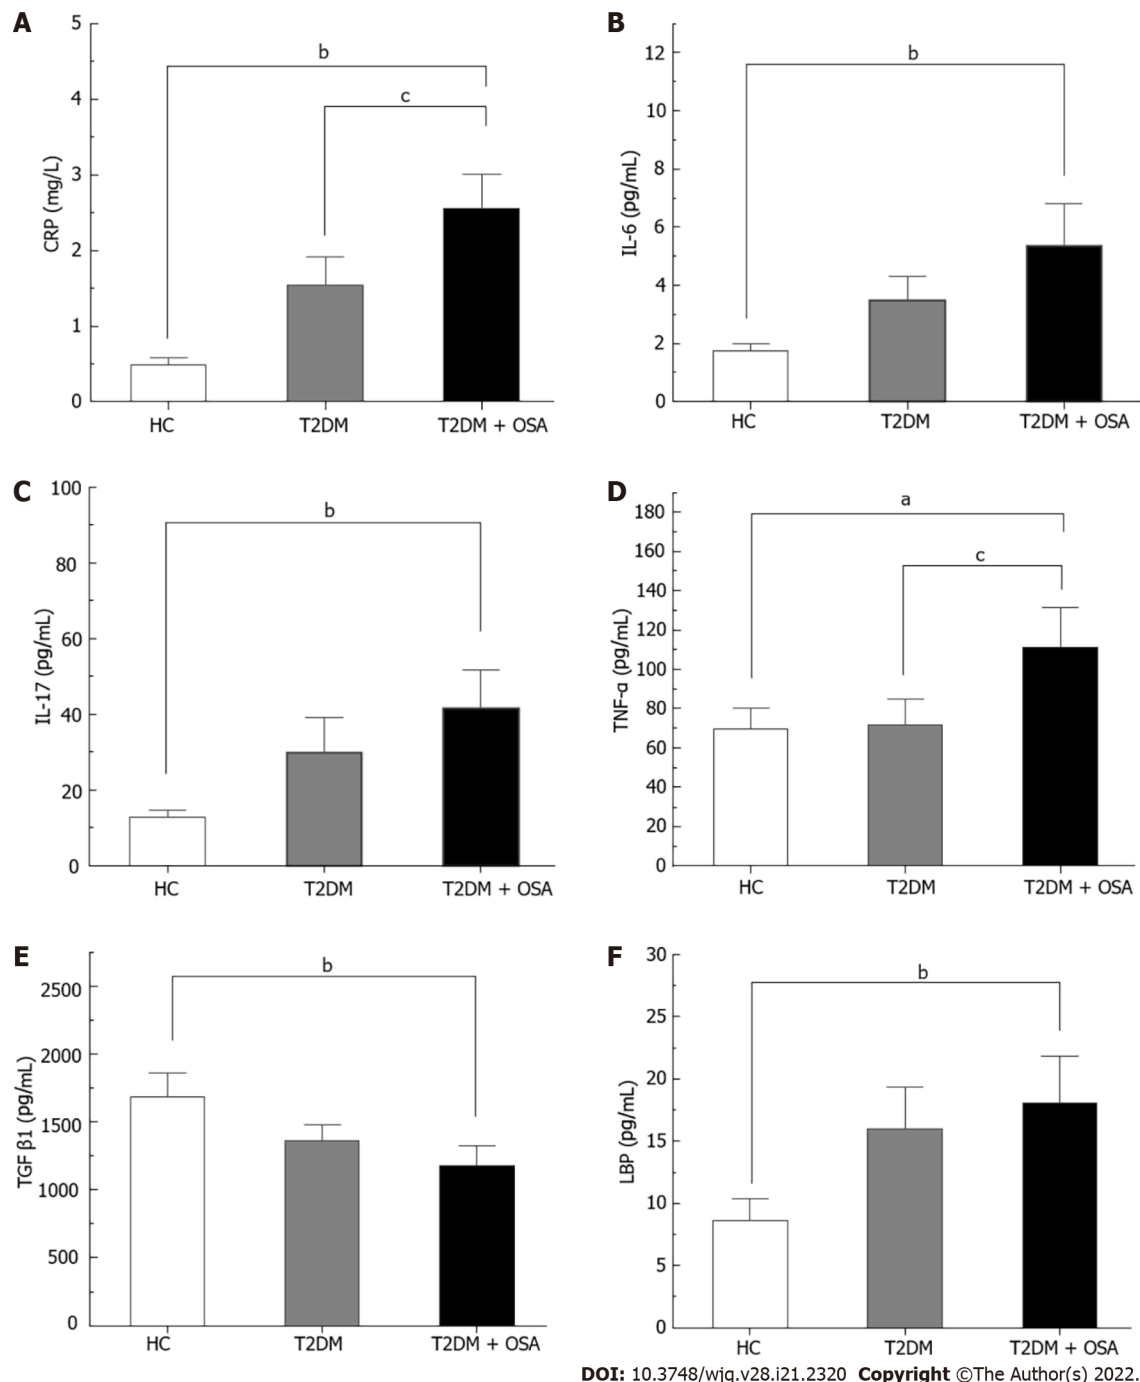 A
5
4
3
2
1
0
CRP (mg/L)
b
c
HC T2DM T2DM + OSA
B
12
10
8
6
4
2
0
IL-6 (pg/mL)
b
HC T2DM T2DM + OSA
C
100
80
60
40
20
0
IL-17 (pg/mL)
b
HC T2DM T2DM + OSA
D
180
160
140
120
100
80
60
40
20
0
TNF-α (pg/mL)
a
c
HC T2DM T2DM + OSA
E
2500
2000
1500
1000
500
0
TGF β1 (pg/mL)
b
HC T2DM T2DM + OSA
F
30
25
20
15
10
5
0
LBP (pg/mL)
b
HC T2DM T2DM + OSA
DOI: 10.3748/wjg.v28.i21.2320 Copyright ©The Author(s) 2022.